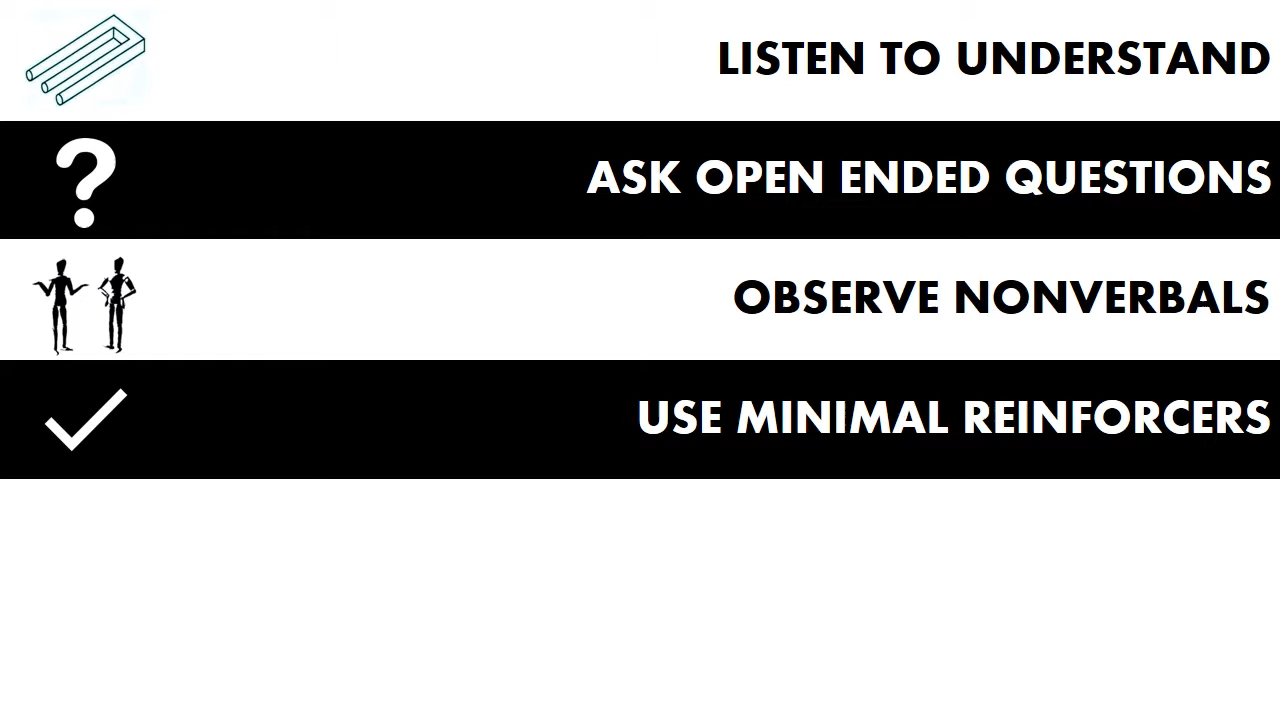 LISTEN TO UNDERSTAND
ASK OPEN ENDED QUESTIONS
OBSERVE NONVERBALS
USE MINIMAL REINFORCERS